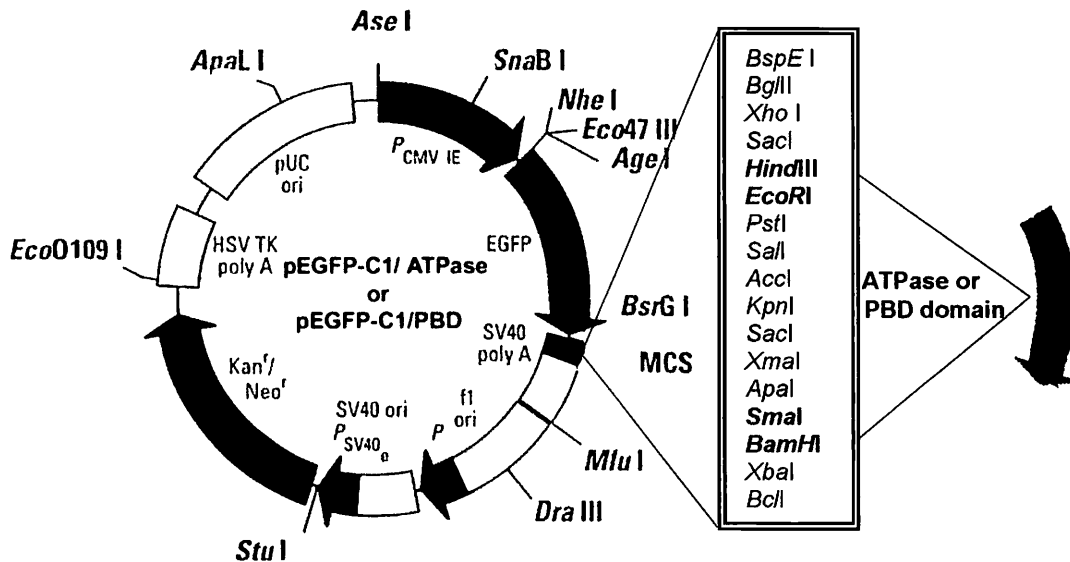 Ase I
ApaL I
SnaB I
Nhe I
Eco47 III
Age I
P CMV IE
pUC
ori
EGFP
EcoO109 I
HSV TK
poly A
pEGFP-C1/ ATPase
or
pEGFP-C1/PBD
BsrG I
SV40
poly A
MCS
Kanʳ/
Neoʳ
SV40 ori
P SV40 e
f1
ori
P
Mlu I
Dra III
Stu I
BspE I
BglII
Xho I
SacI
HindIII
EcoRI
PstI
SalI
AccI
KpnI
SacI
XmaI
ApaI
SmaI
BamHI
XbaI
BclI
ATPase or
PBD domain